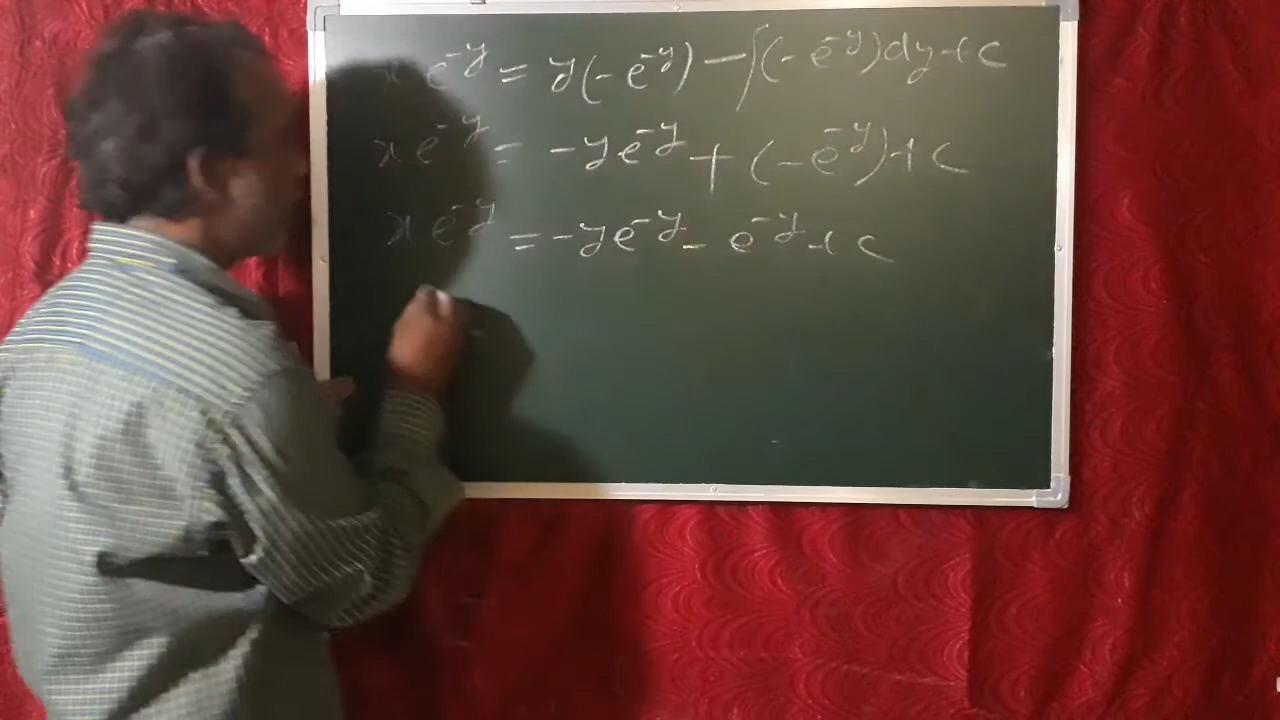 x e^{-y} = y(-e^{-y}) - ∫(-e^{-y})dy + c
x e^{-y} = -ye^{-y} + (-e^{-y}) + c
x e^{-y} = -ye^{-y} - e^{-y} + c